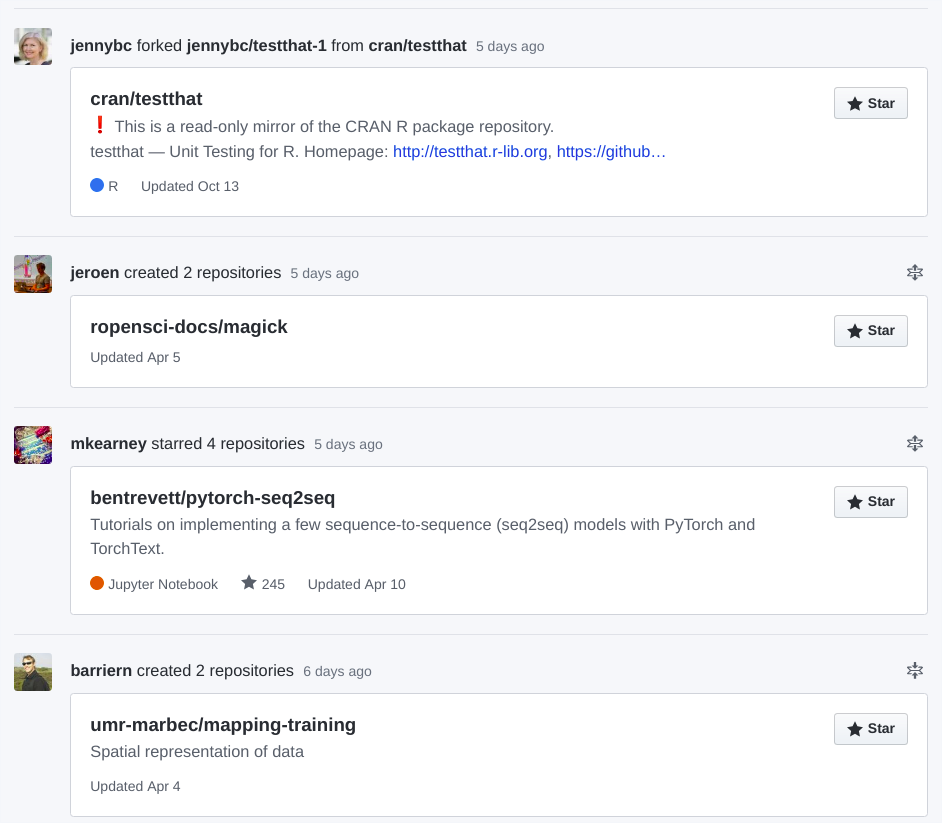 jennybc forked jennybc/testthat-1 from cran/testthat 5 days ago
cran/testthat
Star
❗ This is a read-only mirror of the CRAN R package repository.
testthat — Unit Testing for R. Homepage: http://testthat.r-lib.org, https://github…
R Updated Oct 13
jeroen created 2 repositories 5 days ago
ropensci-docs/magick
Star
Updated Apr 5
mkearney starred 4 repositories 5 days ago
bentrevett/pytorch-seq2seq
Star
Tutorials on implementing a few sequence-to-sequence (seq2seq) models with PyTorch and
TorchText.
Jupyter Notebook 245 Updated Apr 10
barriern created 2 repositories 6 days ago
umr-marbec/mapping-training
Star
Spatial representation of data
Updated Apr 4